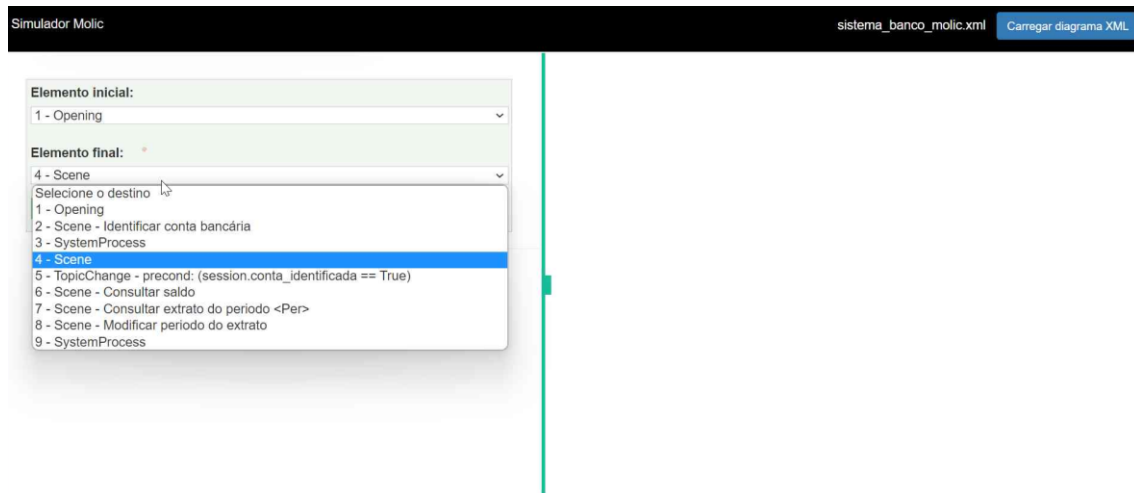 Simulador Molic
sistema_banco_molic.xml
Carregar diagrama XML
Elemento inicial:
1 - Opening
Elemento final: *
4 - Scene
Selecione o destino
1 - Opening
2 - Scene - Identificar conta bancária
3 - SystemProcess
4 - Scene
5 - TopicChange - precond: (session.conta_identificada == True)
6 - Scene - Consultar saldo
7 - Scene - Consultar extrato do periodo <Per>
8 - Scene - Modificar periodo do extrato
9 - SystemProcess